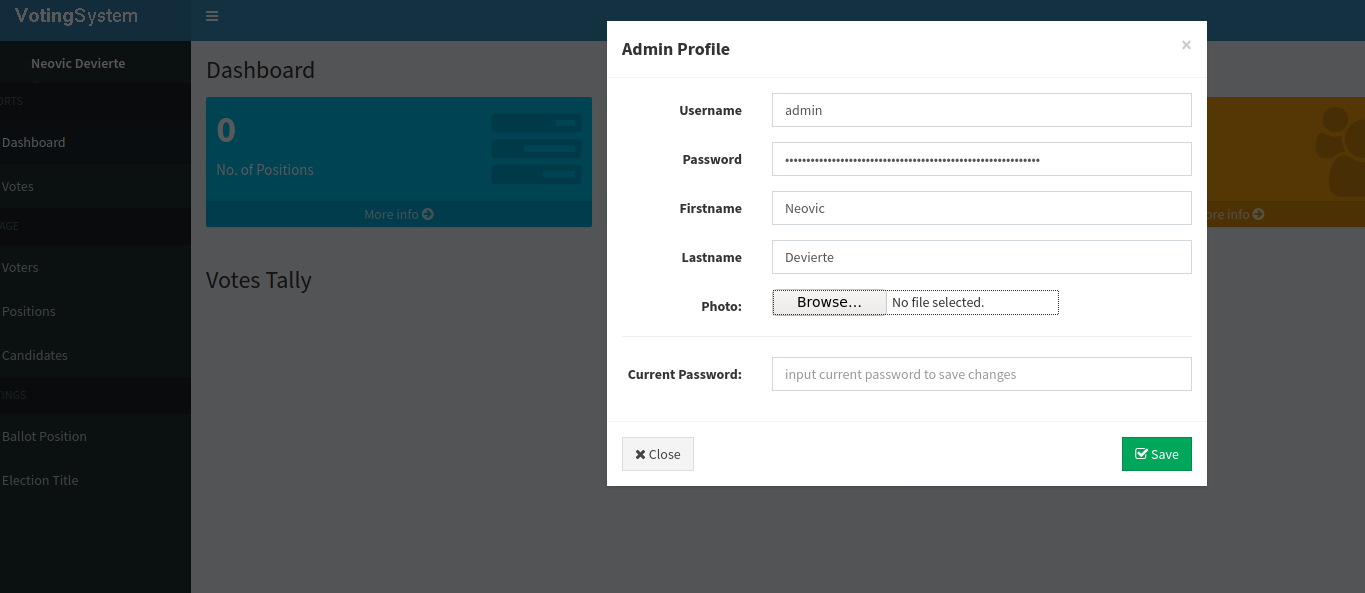 VotingSystem
Neovic Devierte
ORTS
Dashboard
Votes
AGE
Voters
Positions
Candidates
TINGS
Ballot Position
Election Title
Dashboard
0
No. of Positions
More info
ore info
Votes Tally
Admin Profile
×
Username
admin
Password
Firstname
Neovic
Lastname
Devierte
Photo:
Browse...
No file selected.
Current Password:
input current password to save changes
Close
Save